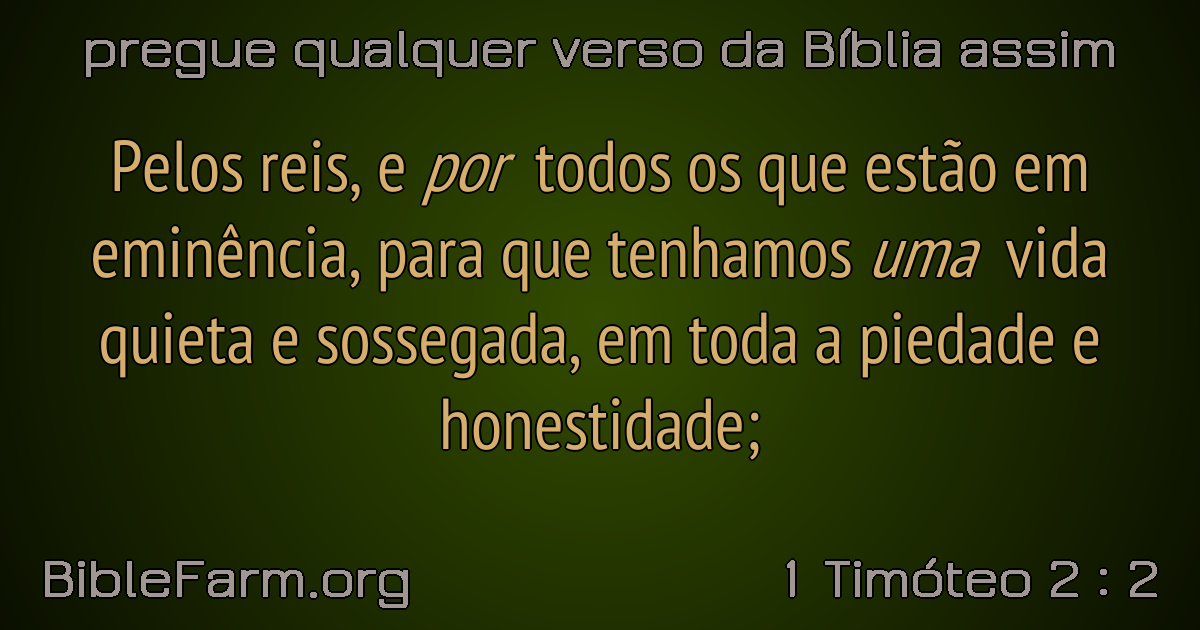 pregue qualquer verso da Bíblia assim
Pelos reis, e por todos os que estão em
eminência, para que tenhamos uma vida
quieta e sossegada, em toda a piedade e
honestidade;
BibleFarm.org
1 Timóteo 2 : 2